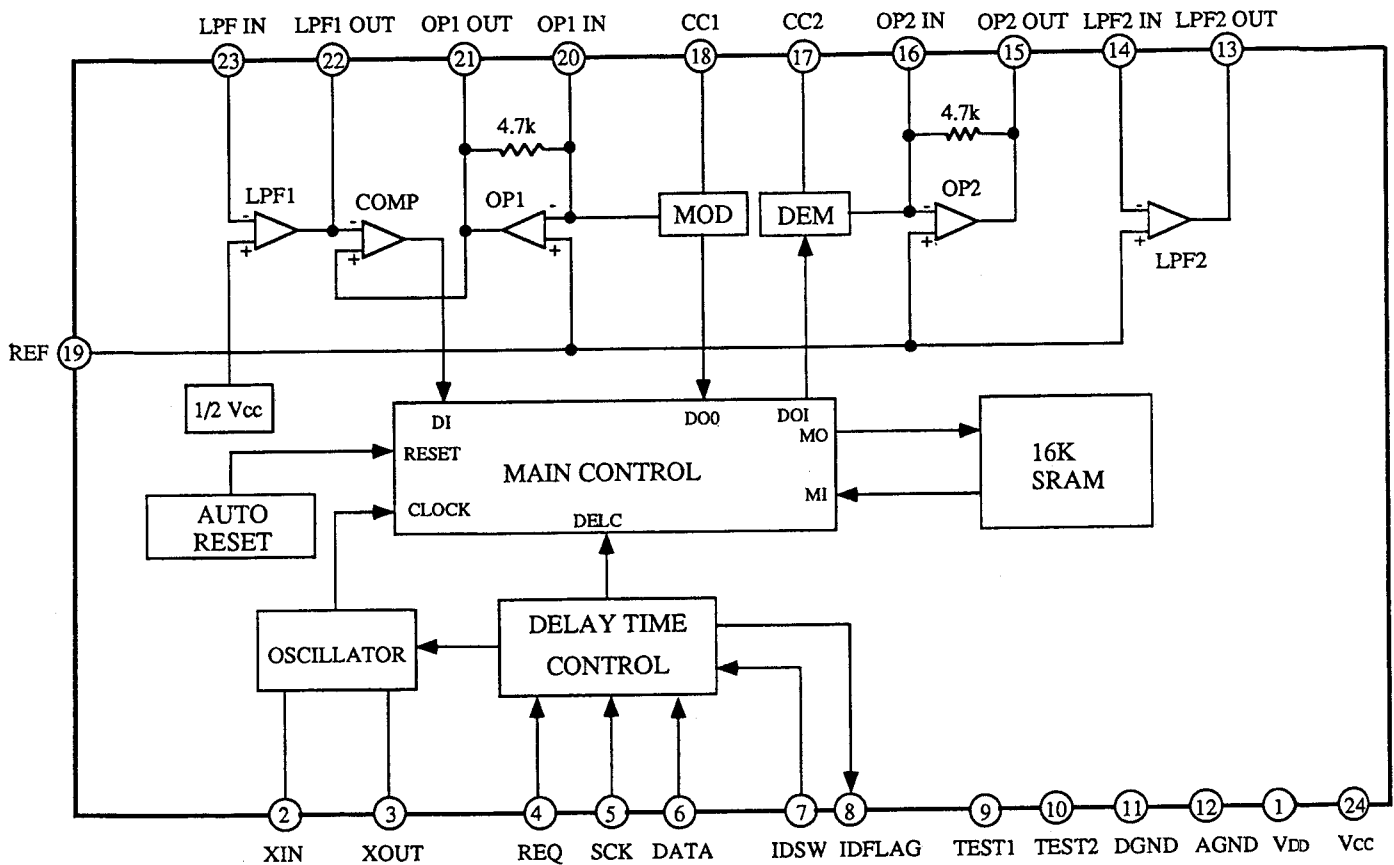 LPF IN LPF1 OUT OP1 OUT OP1 IN CC1 CC2 OP2 IN OP2 OUT LPF2 IN LPF2 OUT
23 22 21 20 18 17 16 15 14 13
4.7k 4.7k
LPF1 COMP OP1 MOD DEM OP2 LPF2
- + - + - + - + - +
REF 19
1/2 Vcc
DI DO0 DOI
MO
RESET
MAIN CONTROL
MI
CLOCK
DELC
16K
SRAM
AUTO
RESET
OSCILLATOR
DELAY TIME
CONTROL
2 3 4 5 6 7 8 9 10 11 12 1 24
XIN XOUT REQ SCK DATA IDSW IDFLAG TEST1 TEST2 DGND AGND VDD Vcc